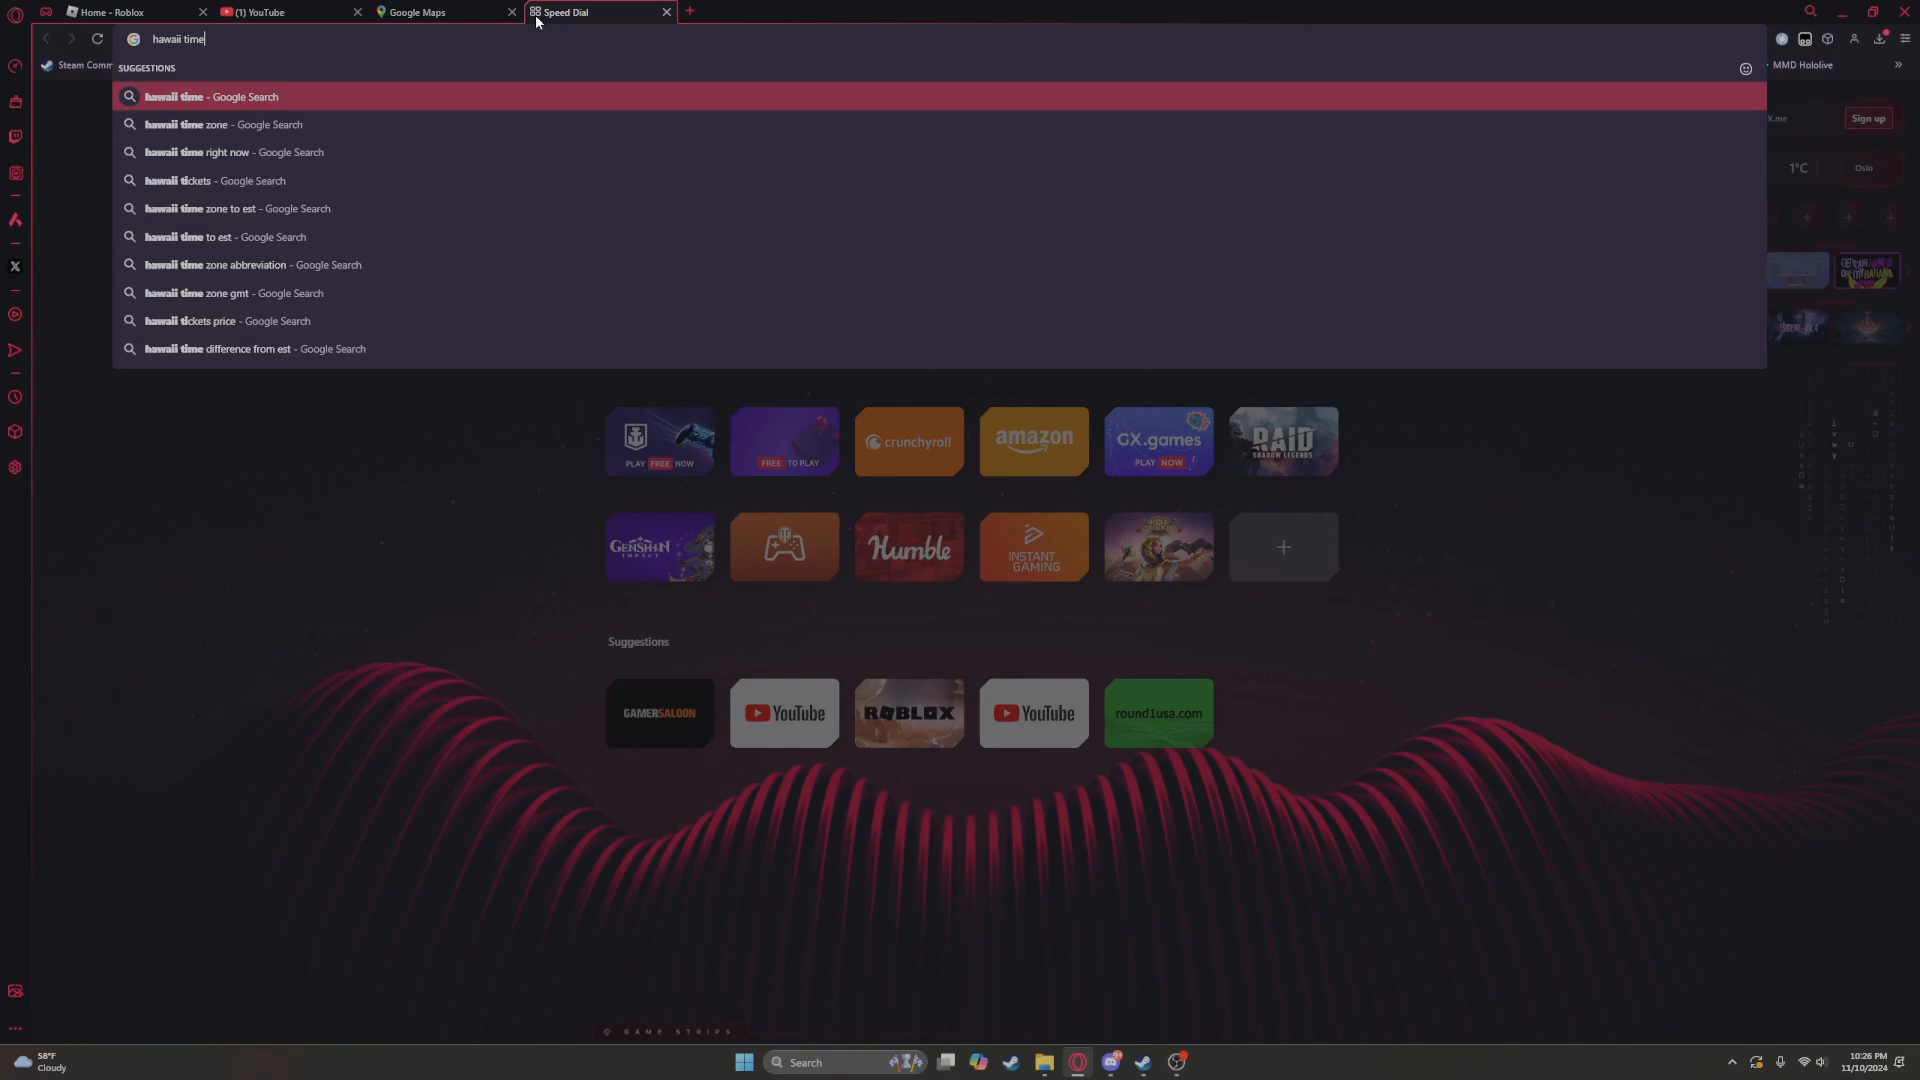 Home - Roblox
(1) YouTube
Google Maps
Speed Dial
hawaii time
Steam Comm
SUGGESTIONS
MMD Hololive
hawaii time - Google Search
hawaii time zone - Google Search
hawaii time right now - Google Search
hawaii tickets - Google Search
hawaii time zone to est - Google Search
hawaii time to est - Google Search
hawaii time zone abbreviation - Google Search
hawaii time zone gmt - Google Search
hawaii tickets price - Google Search
hawaii time difference from est - Google Search
X.me
Sign up
1°C
Oslo
PLAY FREE NOW
FREE TO PLAY
crunchyroll
amazon
GX.games
PLAY NOW
RAID
SHADOW LEGENDS
GENSHIN
IMPACT
Humble
INSTANT
GAMING
Suggestions
GAMERSALOON
YouTube
ROBLOX
YouTube
round1usa.com
GAME STRIPS
58°F
Cloudy
Search
10:26 PM
11/10/2024